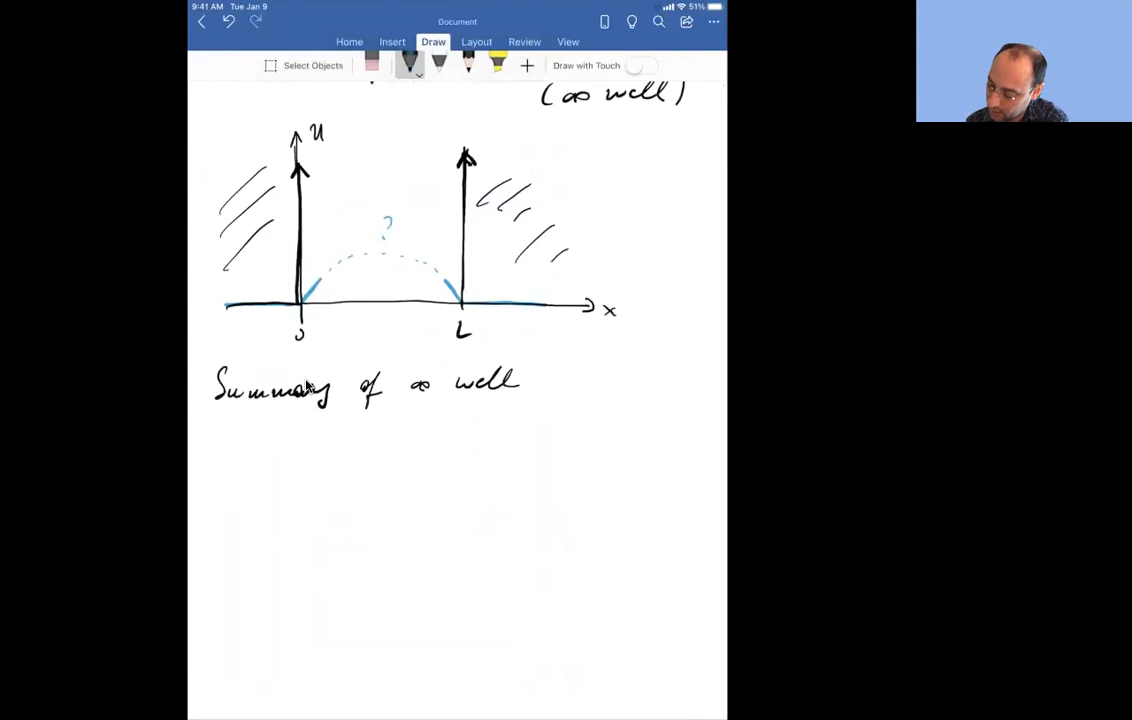 9:41 AM Tue Jan 9
51%
Document
Home Insert Draw Layout Review View
Select Objects
Draw with Touch
(∞ well)
u
?
x
0
L
Summary of ∞ well